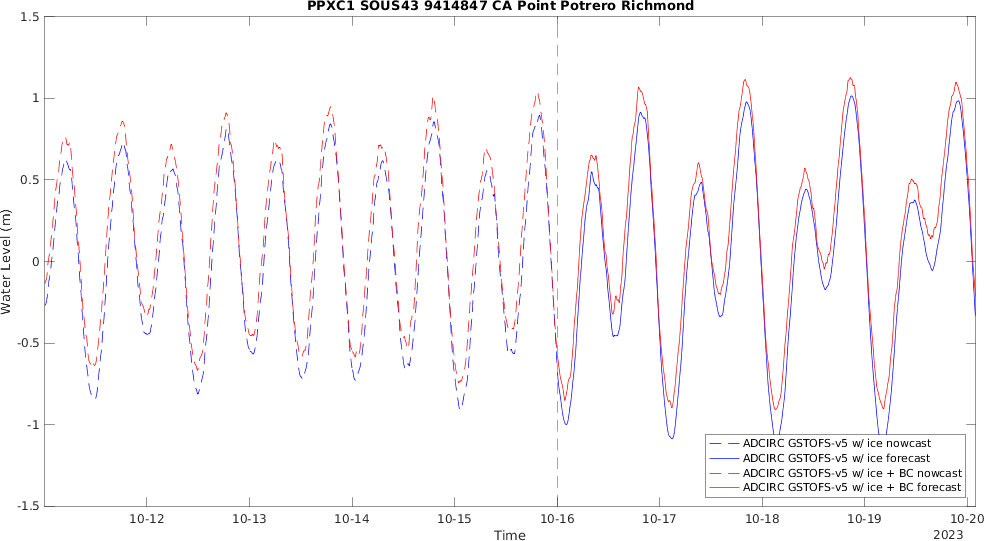 PPXC1 SOUS43 9414847 CA Point Potrero Richmond
1.5
1
0.5
0
-0.5
-1
-1.5
Water Level (m)
10-12
10-13
10-14
10-15
10-16
10-17
10-18
10-19
10-20
2023
Time
ADCIRC GSTOFS-v5 w/ ice nowcast
ADCIRC GSTOFS-v5 w/ ice forecast
ADCIRC GSTOFS-v5 w/ ice + BC nowcast
ADCIRC GSTOFS-v5 w/ ice + BC forecast